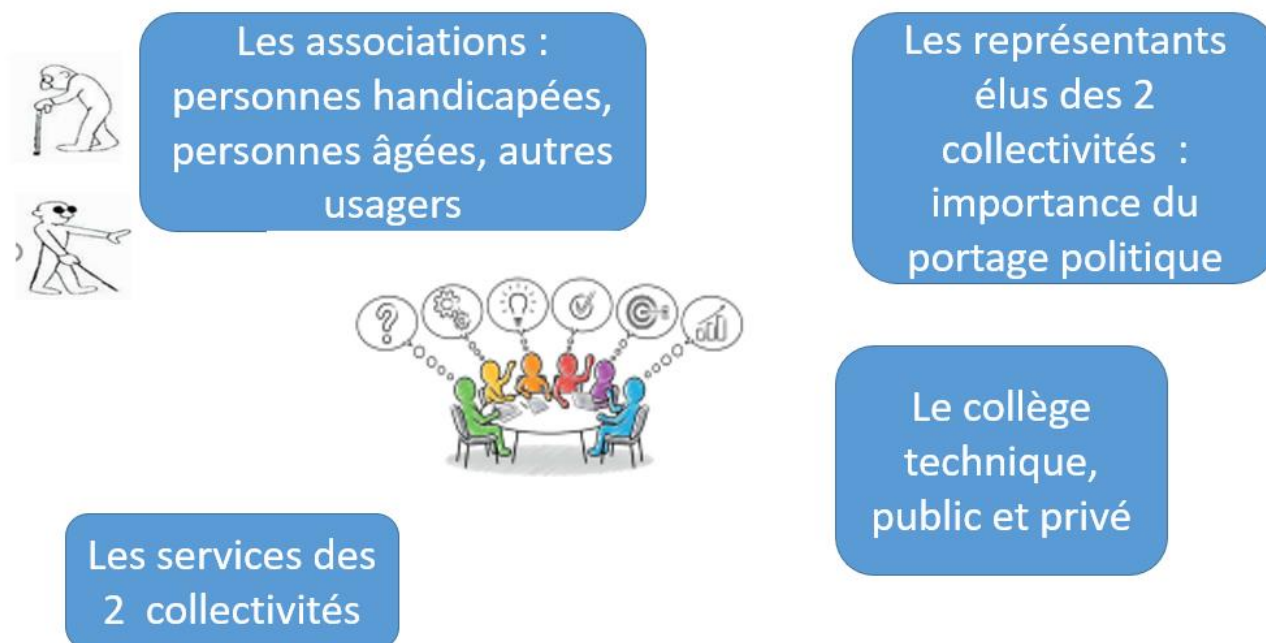 Les associations :
personnes handicapées,
personnes âgées, autres
usagers
Les représentants
élus des 2
collectivités :
importance du
portage politique
Le collège
technique,
public et privé
Les services des
2 collectivités